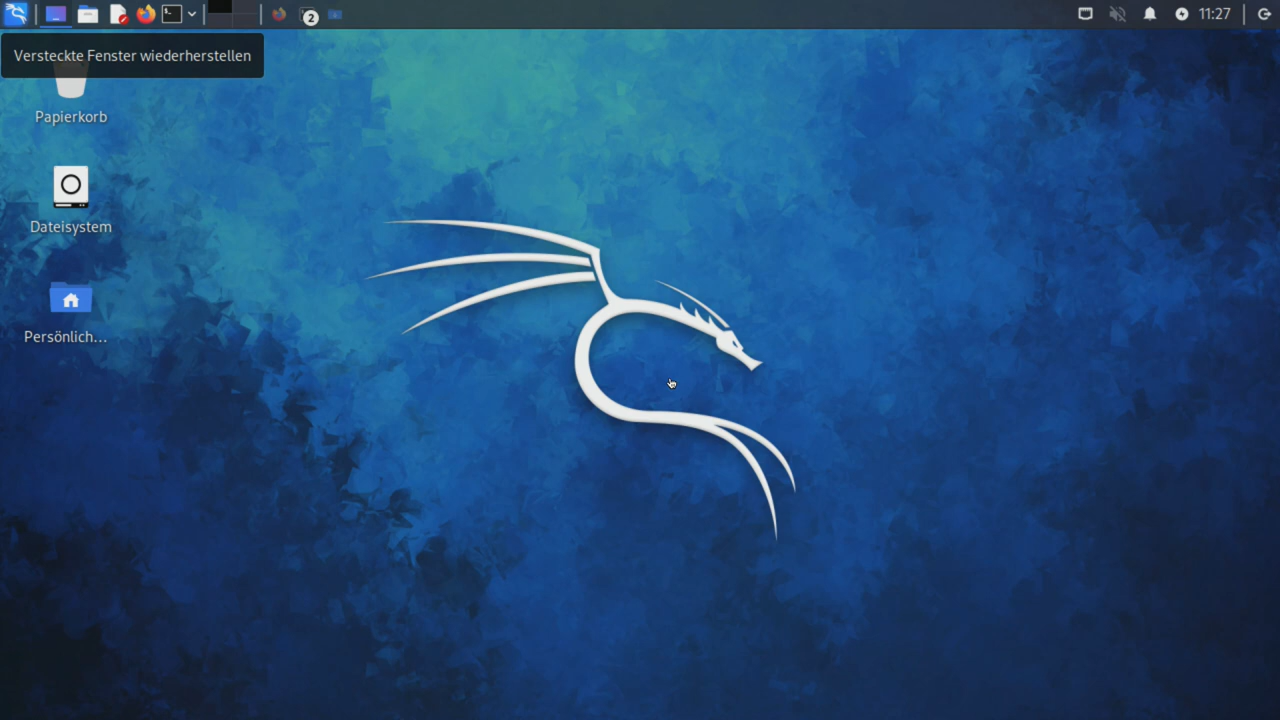 2
11:27
Versteckte Fenster wiederherstellen
Papierkorb
Dateisystem
Persönlich...